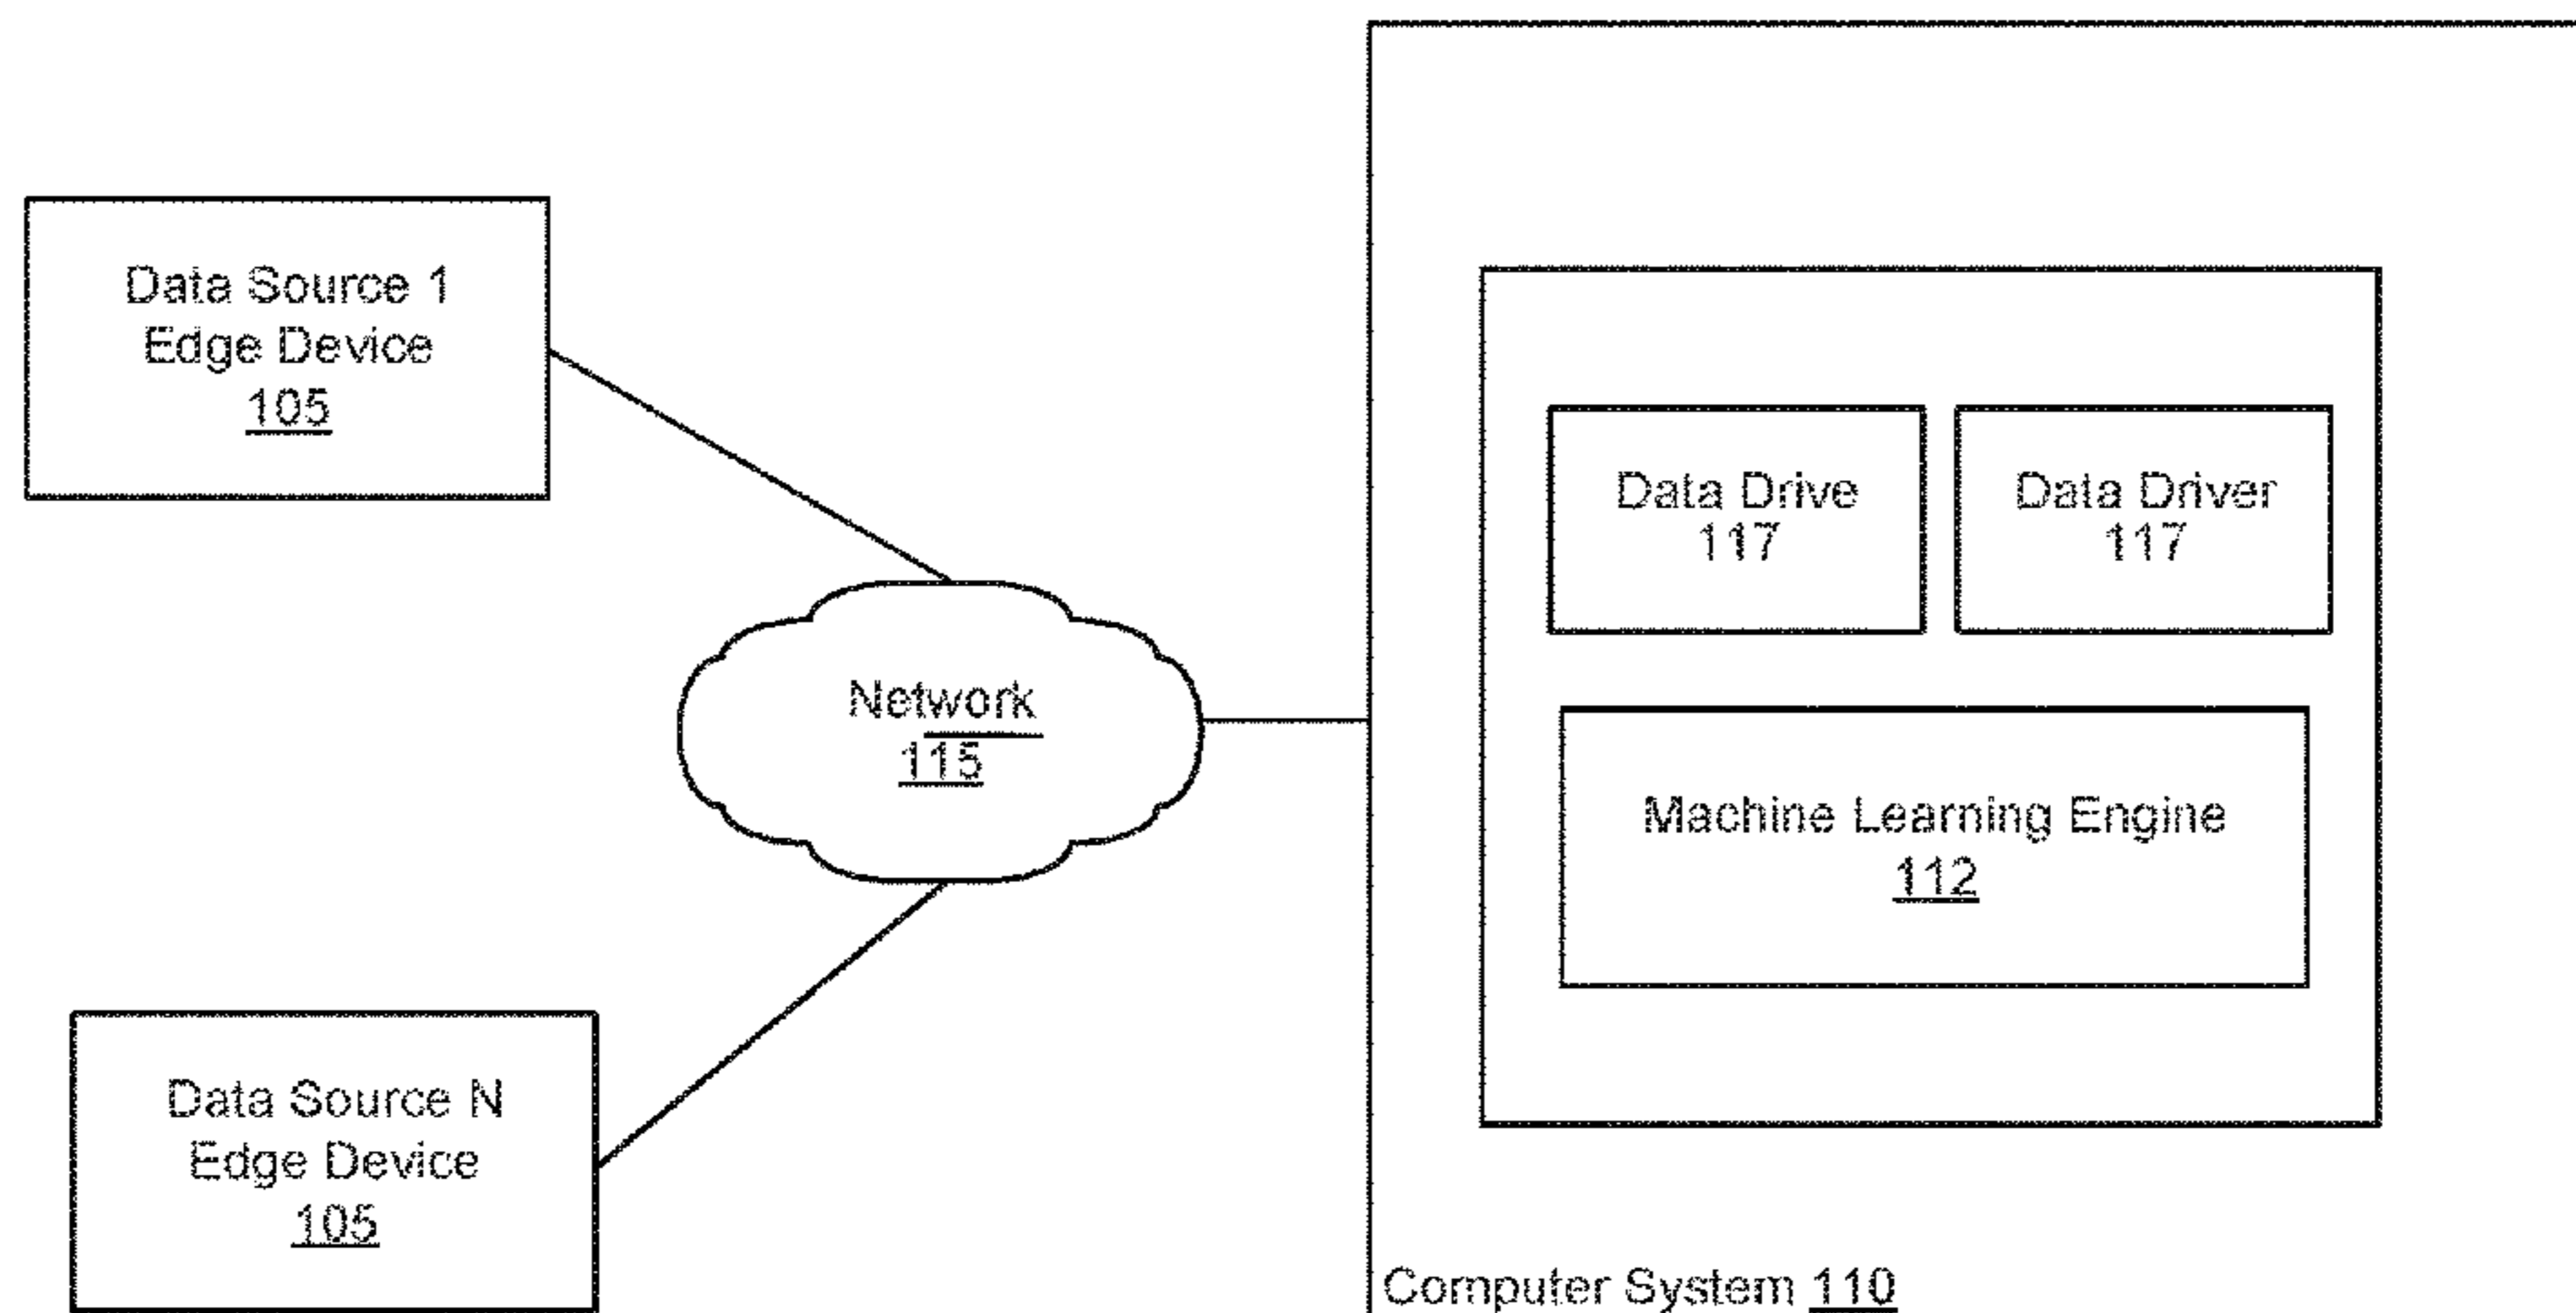 Data Source 1
Edge Device
105
Network
115
Data Source N
Edge Device
105
Data Drive
117
Data Driver
117
Machine Learning Engine
112
Computer System 110